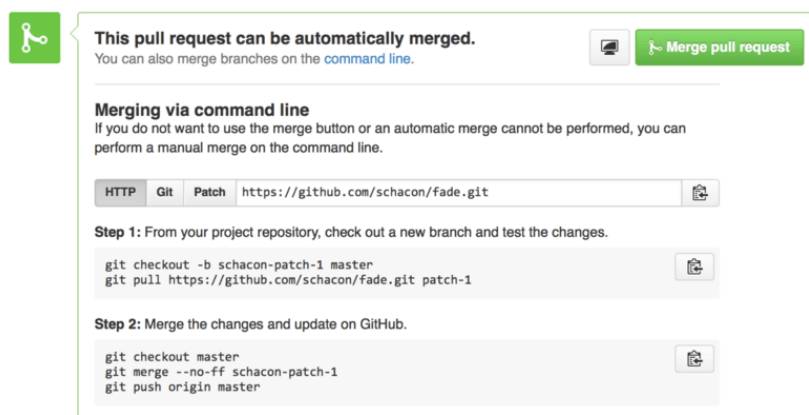 This pull request can be automatically merged.
You can also merge branches on the command line.
Merge pull request
Merging via command line
If you do not want to use the merge button or an automatic merge cannot be performed, you can
perform a manual merge on the command line.
HTTP Git Patch https://github.com/schacon/fade.git
Step 1: From your project repository, check out a new branch and test the changes.
git checkout -b schacon-patch-1 master
git pull https://github.com/schacon/fade.git patch-1
Step 2: Merge the changes and update on GitHub.
git checkout master
git merge --no-ff schacon-patch-1
git push origin master